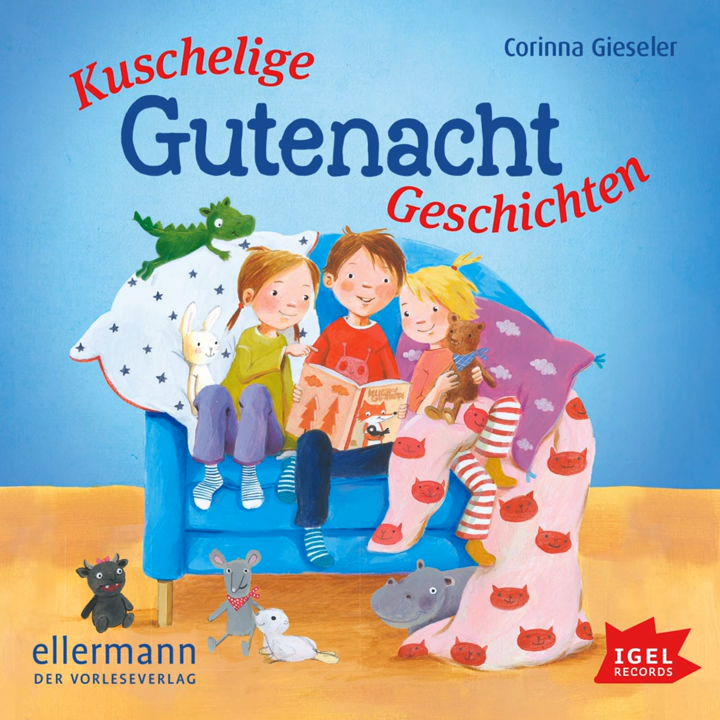 Corinna Gieseler
Kuschelige
Gutenacht
Geschichten
ellermann
DER VORLESEVERLAG
IGEL
RECORDS